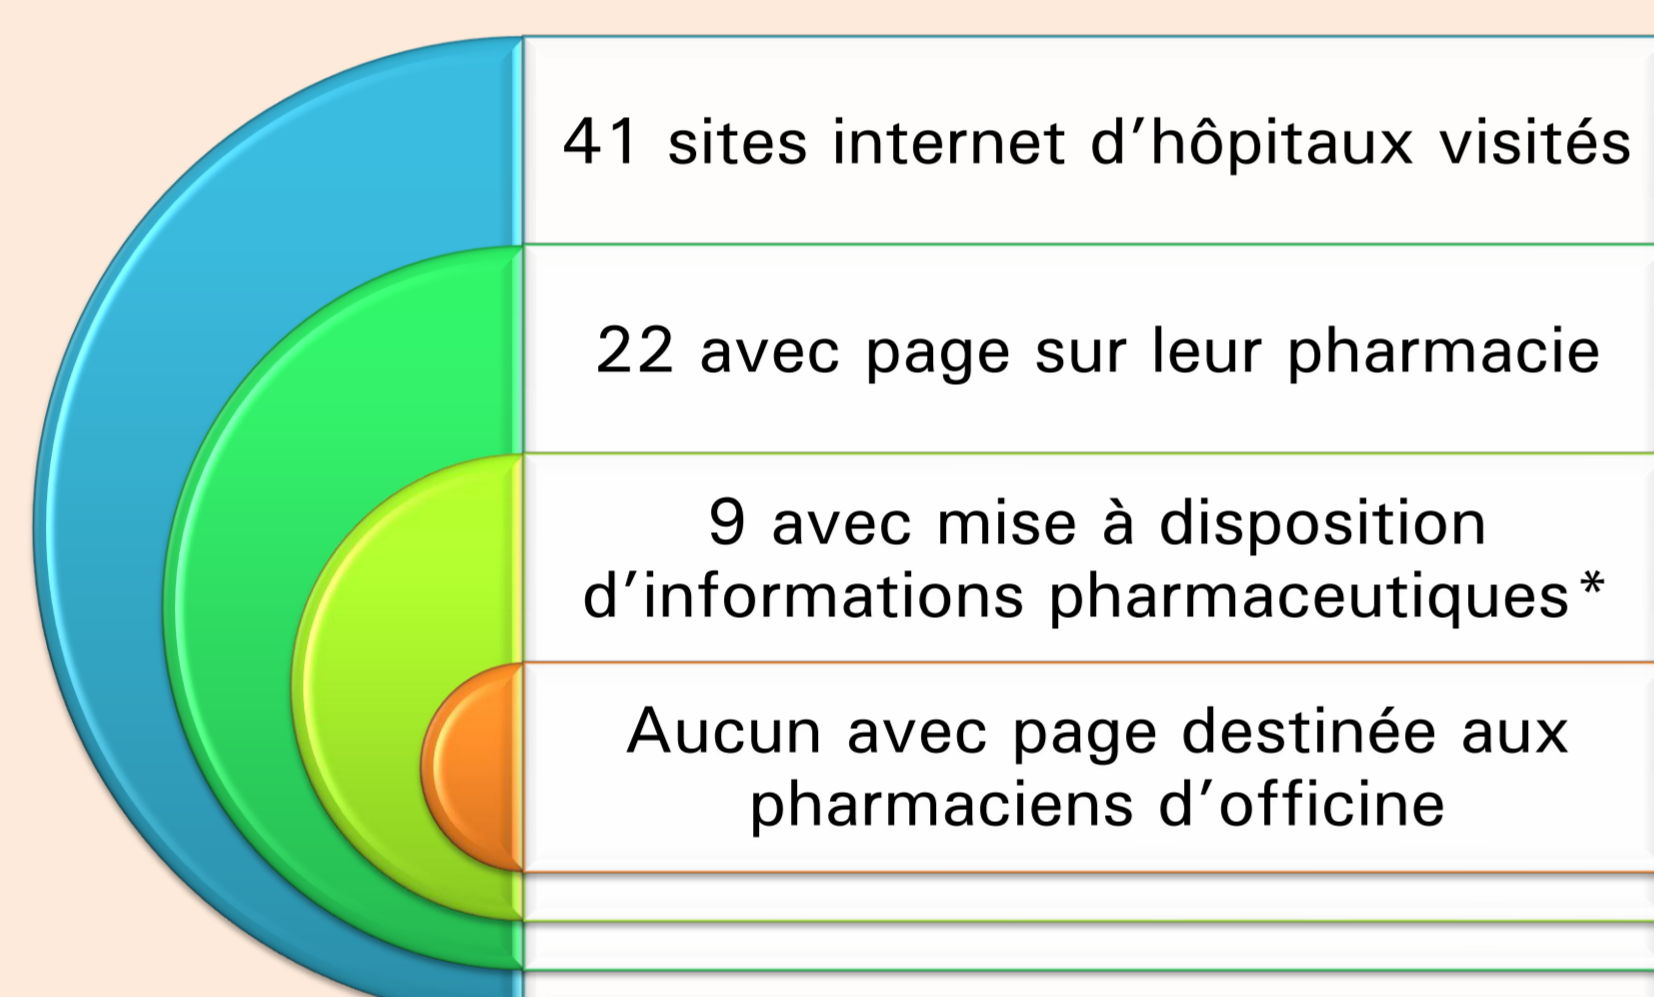 41 sites internet d’hôpitaux visités
22 avec page sur leur pharmacie
9 avec mise à disposition
d’informations pharmaceutiques*
Aucun avec page destinée aux
pharmaciens d’officine